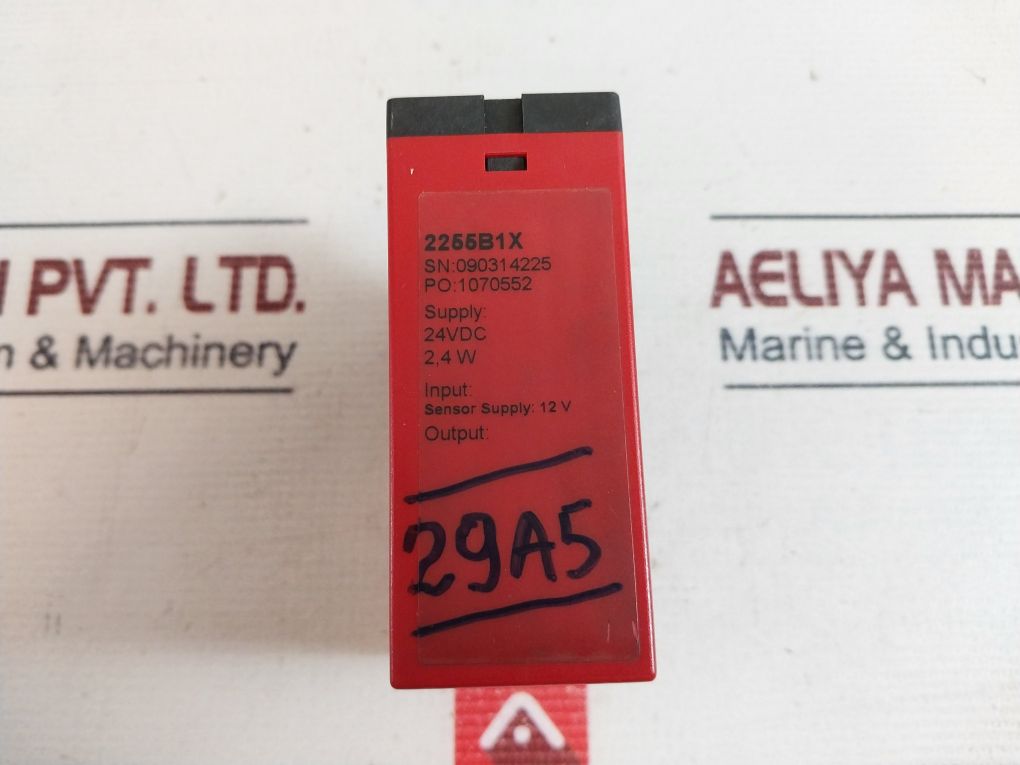 2255B1X
SN:090314225
PO:1070552
Supply:
24VDC
2,4 W
Input:
Sensor Supply: 12 V
Output:
29A5
PVT. LTD.
& Machinery
AELIYA MA
Marine & Indu